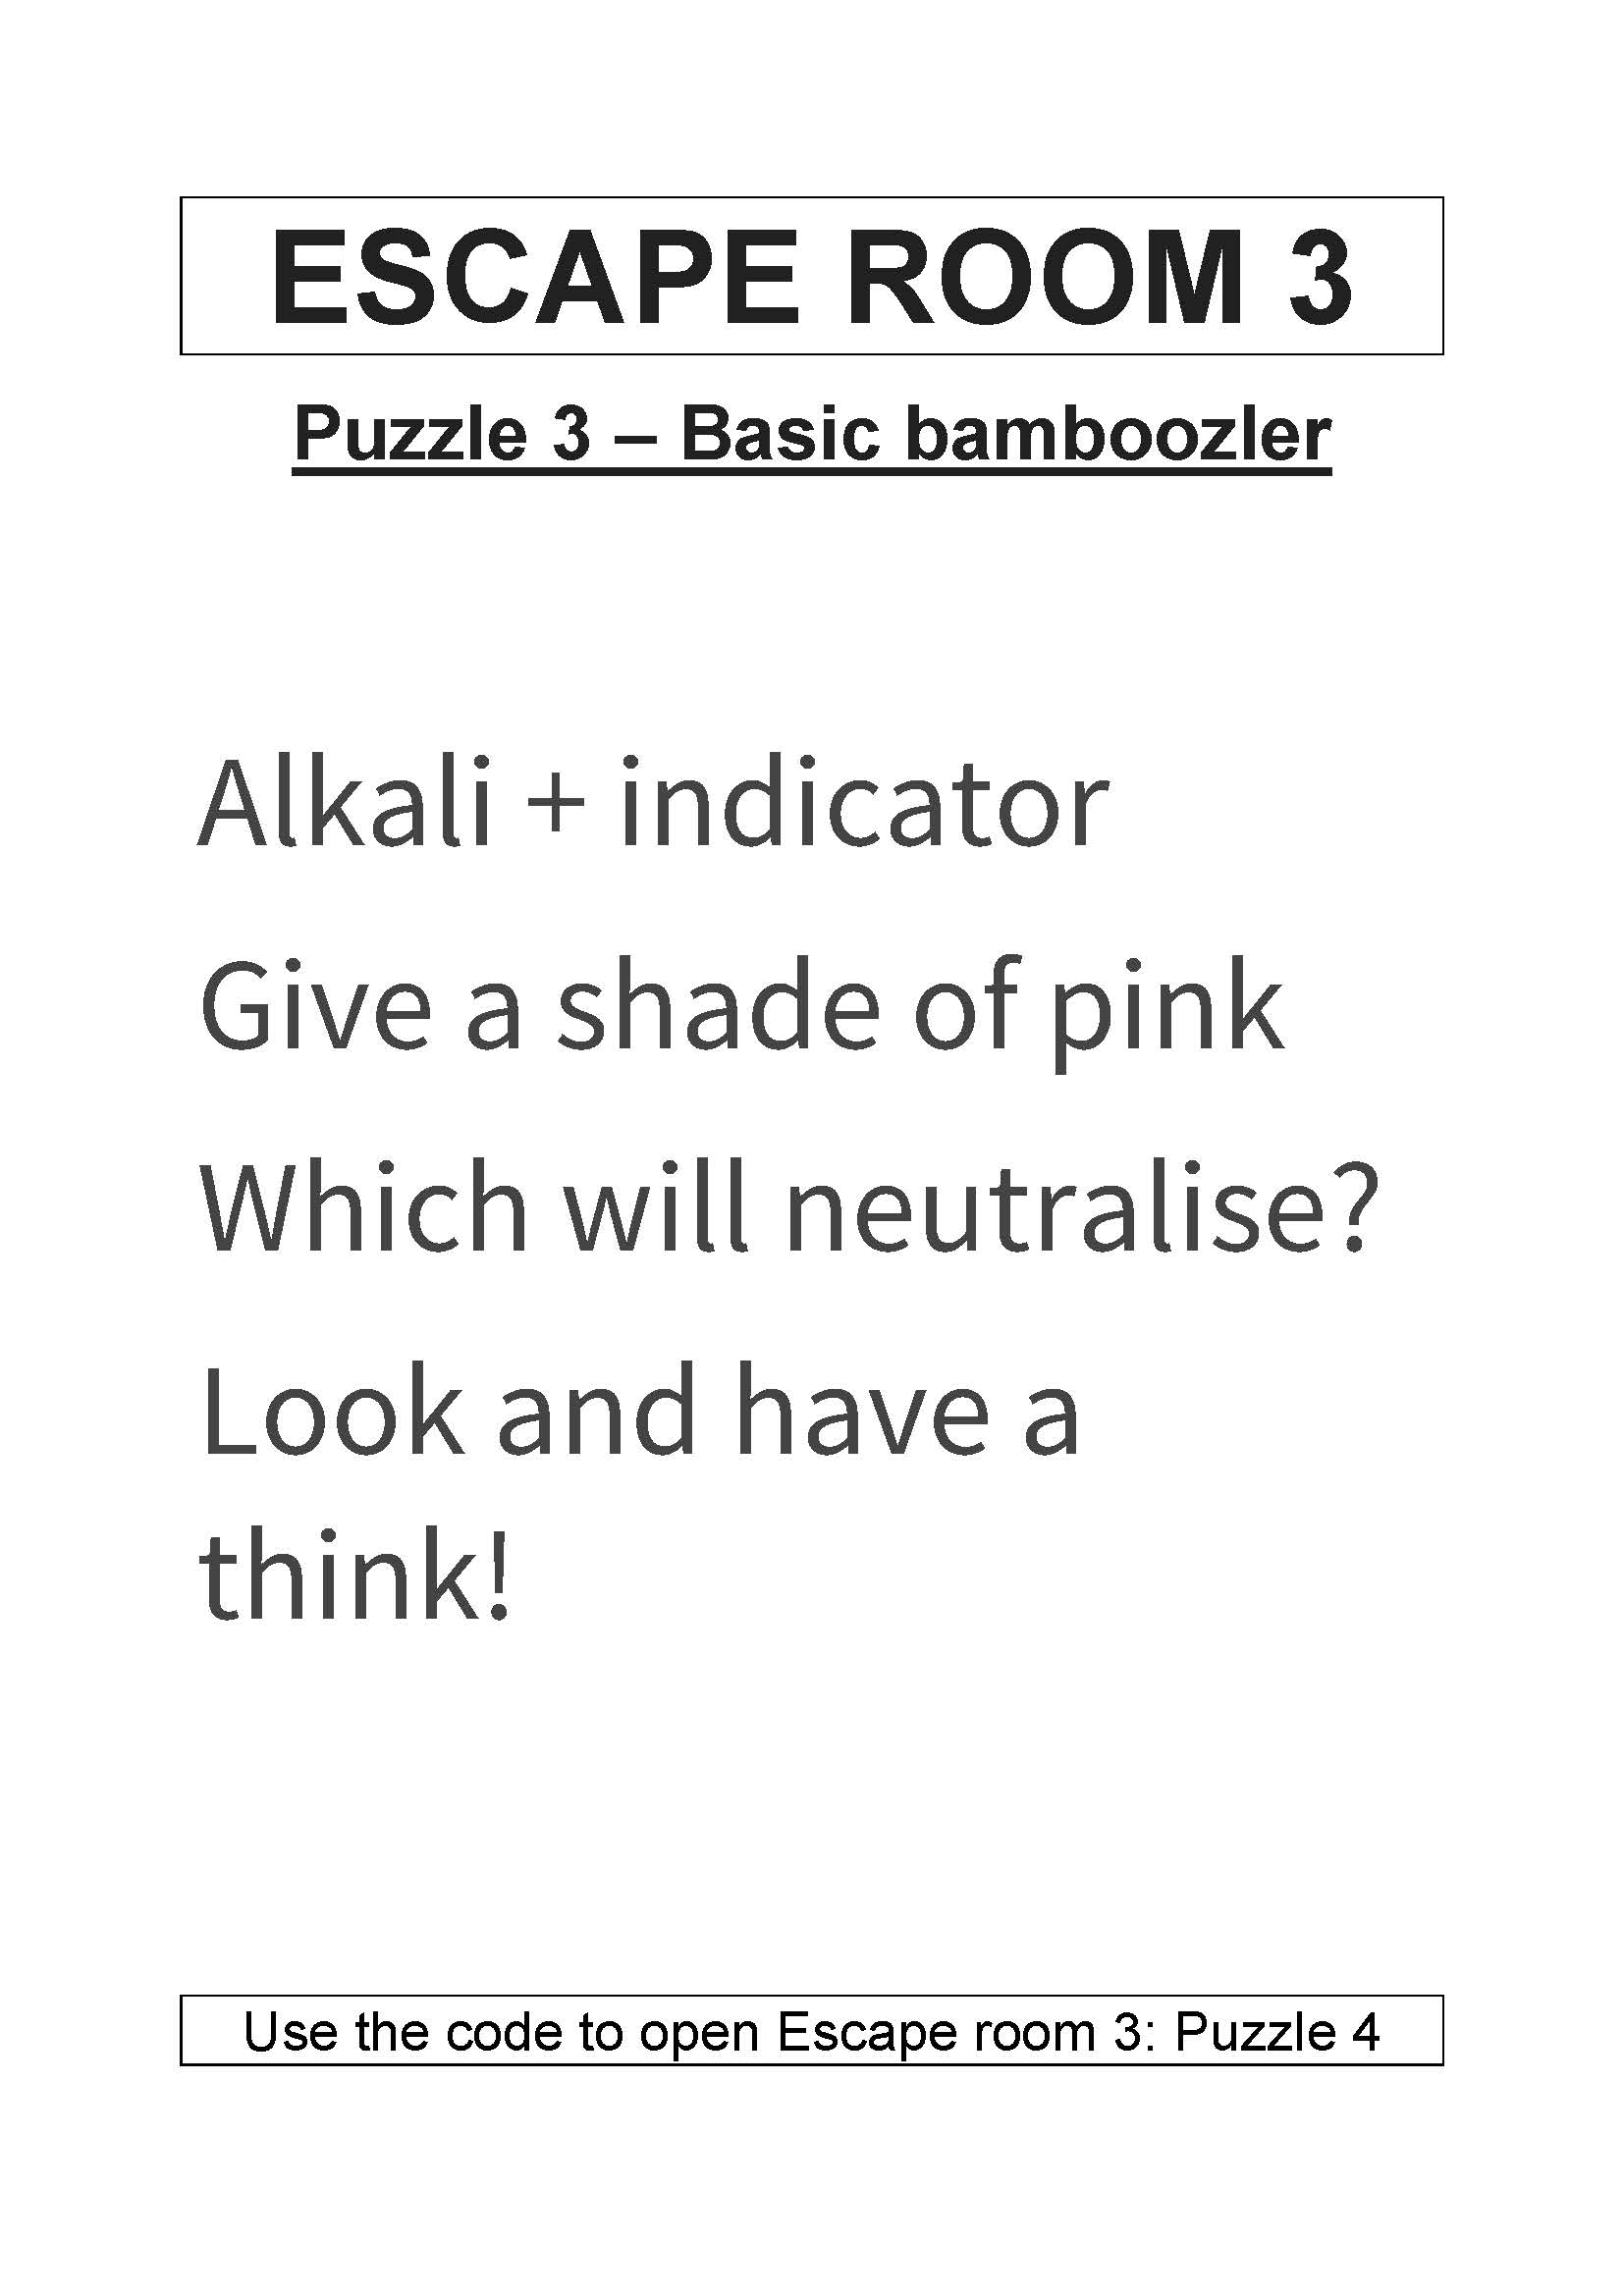 ESCAPE ROOM 3
Puzzle 3 – Basic bamboozler
Alkali + indicator
Give a shade of pink
Which will neutralise?
Look and have a
think!
Use the code to open Escape room 3: Puzzle 4